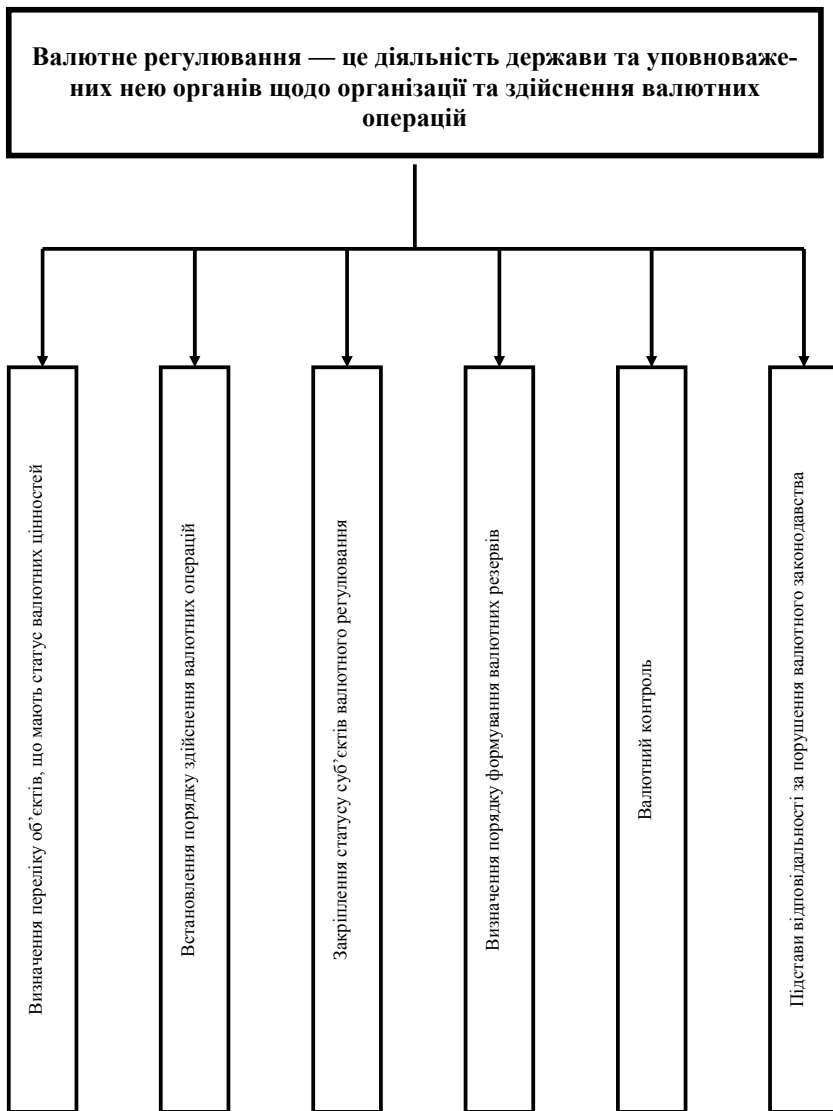 Валютне регулювання — це діяльність держави та уповноваже-
них нею органів щодо організації та здійснення валютних
операцій
Визначення переліку об’єктів, що мають статус валютних цінностей
Встановлення порядку здійснення валютних операцій
Закріплення статусу суб’єктів валютного регулювання
Визначення порядку формування валютних резервів
Валютний контроль
Підстави відповідальності за порушення валютного законодавства